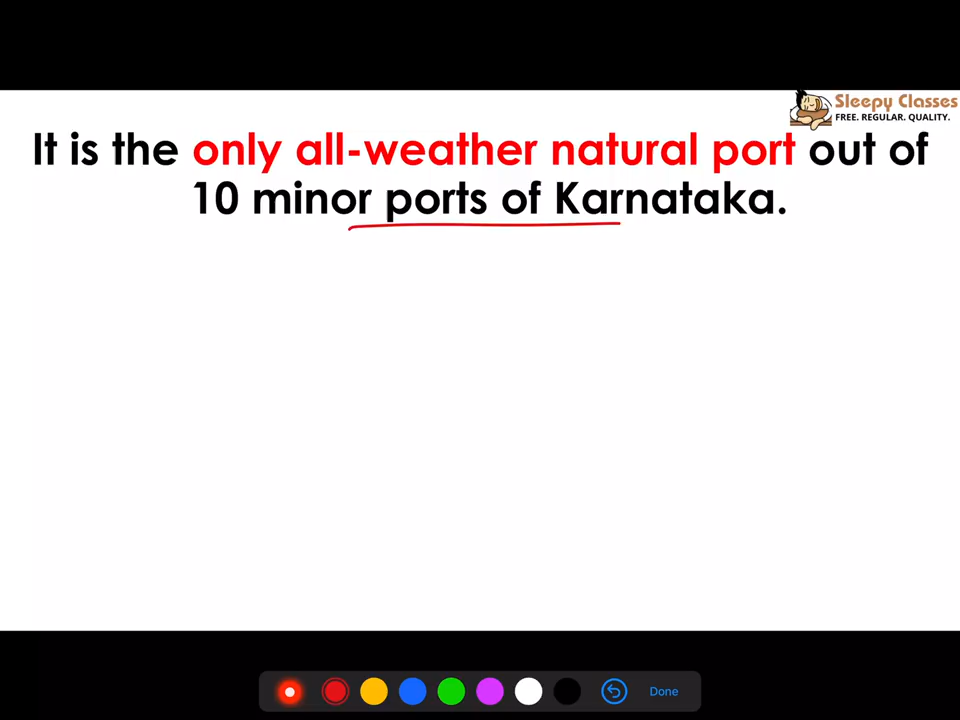 Sleepy Classes
FREE. REGULAR. QUALITY.
It is the only all-weather natural port out of
10 minor ports of Karnataka.
Done